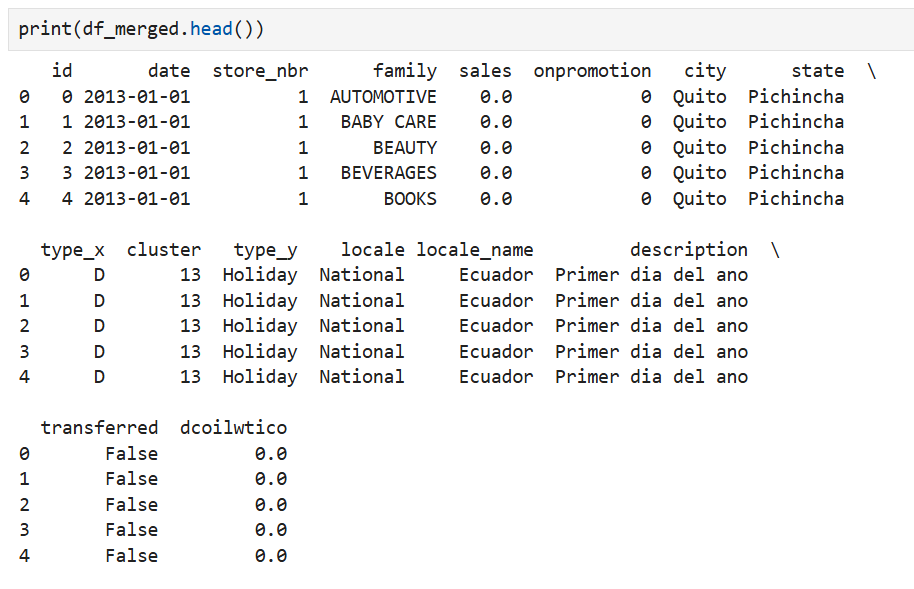 print(df_merged.head())
   id       date  store_nbr      family  sales  onpromotion   city      state  \
0   0 2013-01-01          1  AUTOMOTIVE    0.0            0  Quito  Pichincha
1   1 2013-01-01          1   BABY CARE    0.0            0  Quito  Pichincha
2   2 2013-01-01          1      BEAUTY    0.0            0  Quito  Pichincha
3   3 2013-01-01          1   BEVERAGES    0.0            0  Quito  Pichincha
4   4 2013-01-01          1       BOOKS    0.0            0  Quito  Pichincha
  type_x  cluster   type_y    locale locale_name         description  \
0      D       13  Holiday  National     Ecuador  Primer dia del ano
1      D       13  Holiday  National     Ecuador  Primer dia del ano
2      D       13  Holiday  National     Ecuador  Primer dia del ano
3      D       13  Holiday  National     Ecuador  Primer dia del ano
4      D       13  Holiday  National     Ecuador  Primer dia del ano
  transferred  dcoilwtico
0       False         0.0
1       False         0.0
2       False         0.0
3       False         0.0
4       False         0.0